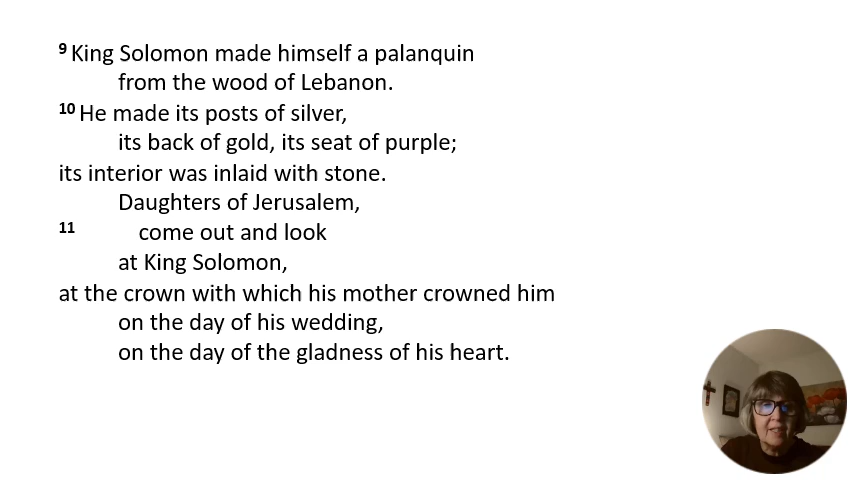 9 King Solomon made himself a palanquin
from the wood of Lebanon.
10 He made its posts of silver,
its back of gold, its seat of purple;
its interior was inlaid with stone.
Daughters of Jerusalem,
11 come out and look
at King Solomon,
at the crown with which his mother crowned him
on the day of his wedding,
on the day of the gladness of his heart.